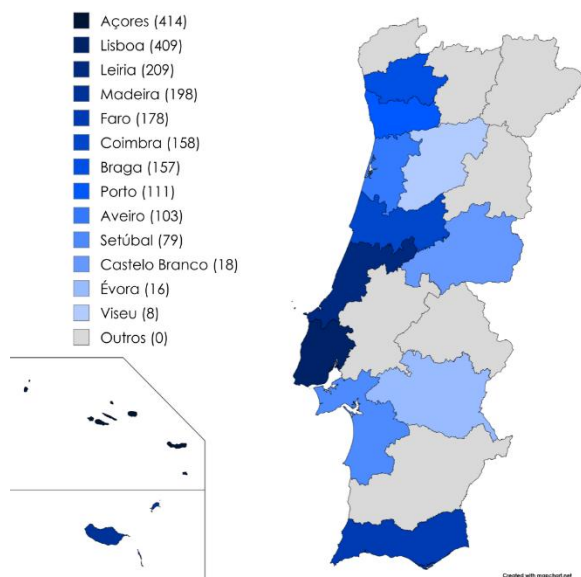 Açores (414)
Lisboa (409)
Leiria (209)
Madeira (198)
Faro (178)
Coimbra (158)
Braga (157)
Porto (111)
Aveiro (103)
Setúbal (79)
Castelo Branco (18)
Évora (16)
Viseu (8)
Outros (0)
Created with mapchart.net